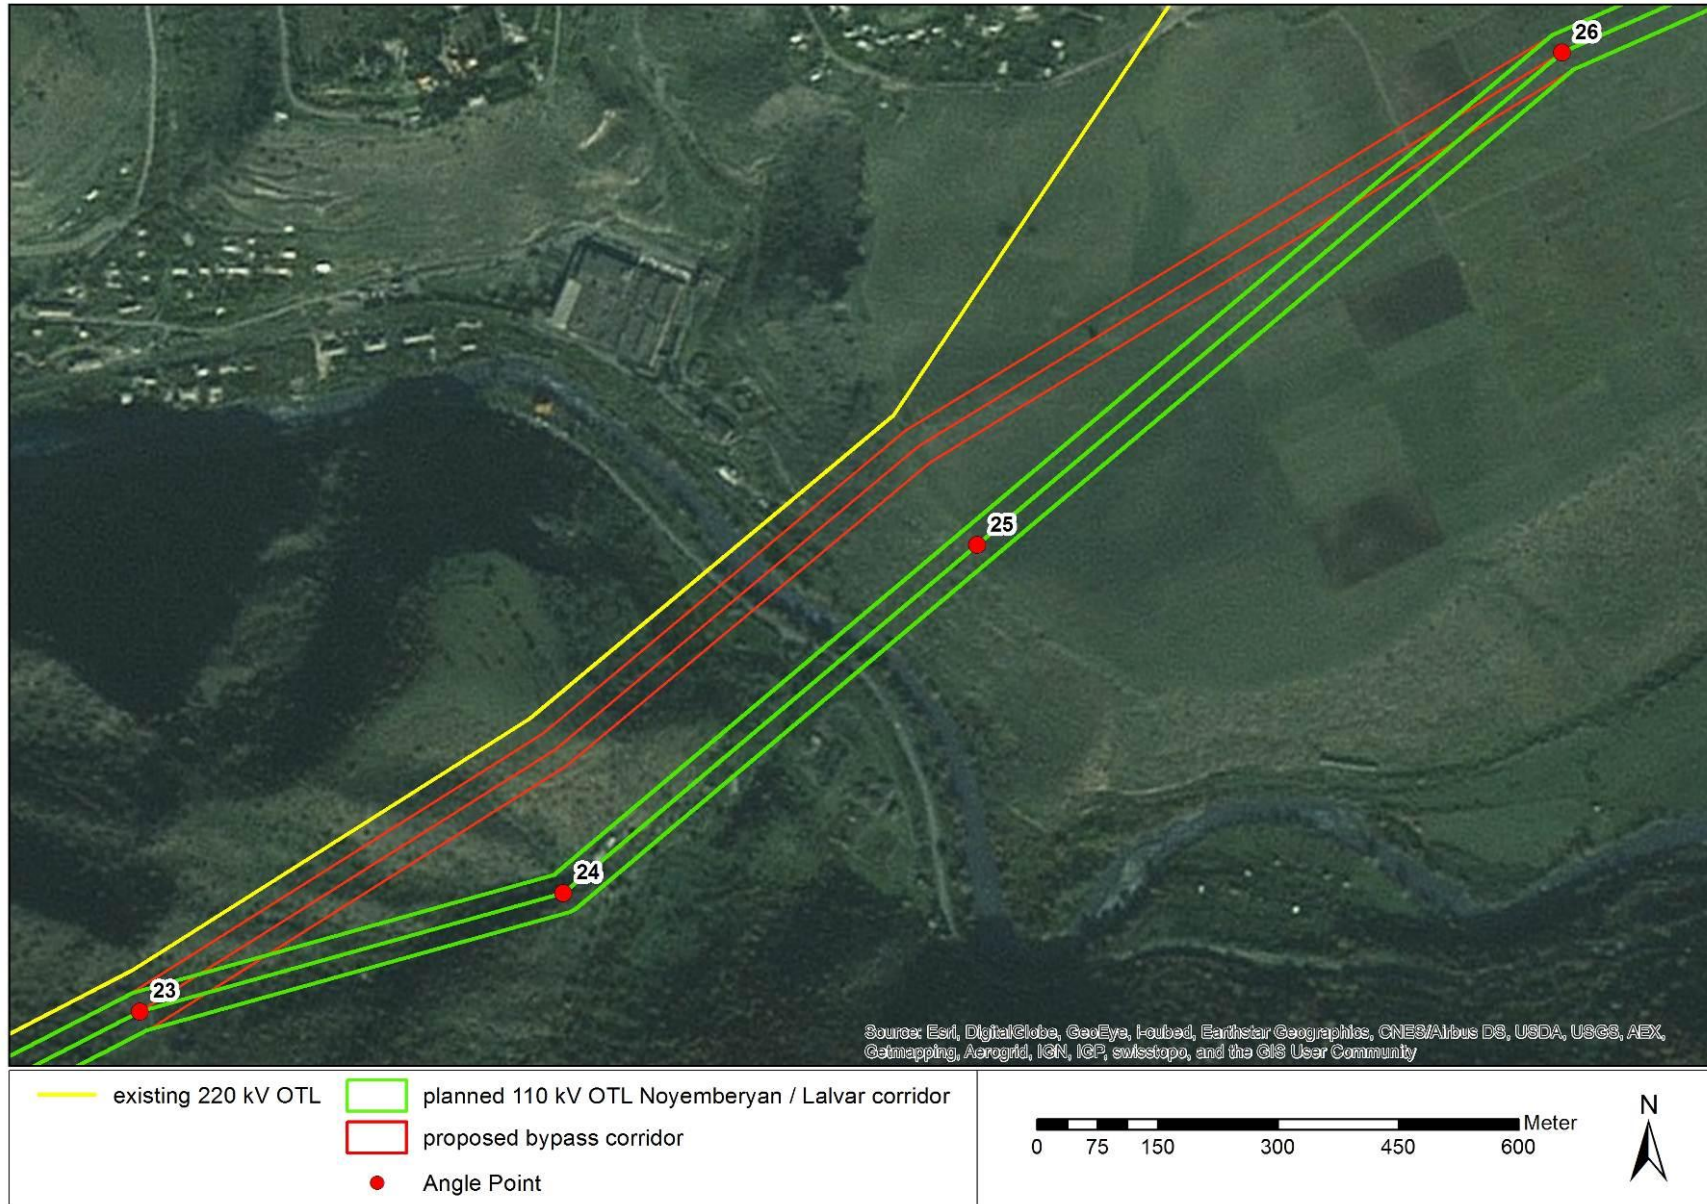 26
25
24
23
Source: Esri, DigitalGlobe, GeoEye, i-cubed, Earthstar Geographics, CNES/Airbus DS, USDA, USGS, AEX,
Getmapping, Aerogrid, IGN, IGP, swisstopo, and the GIS User Community
existing 220 kV OTL
planned 110 kV OTL Noyemberyan / Lalvar corridor
proposed bypass corridor
Angle Point
Meter
0 75 150 300 450 600
N